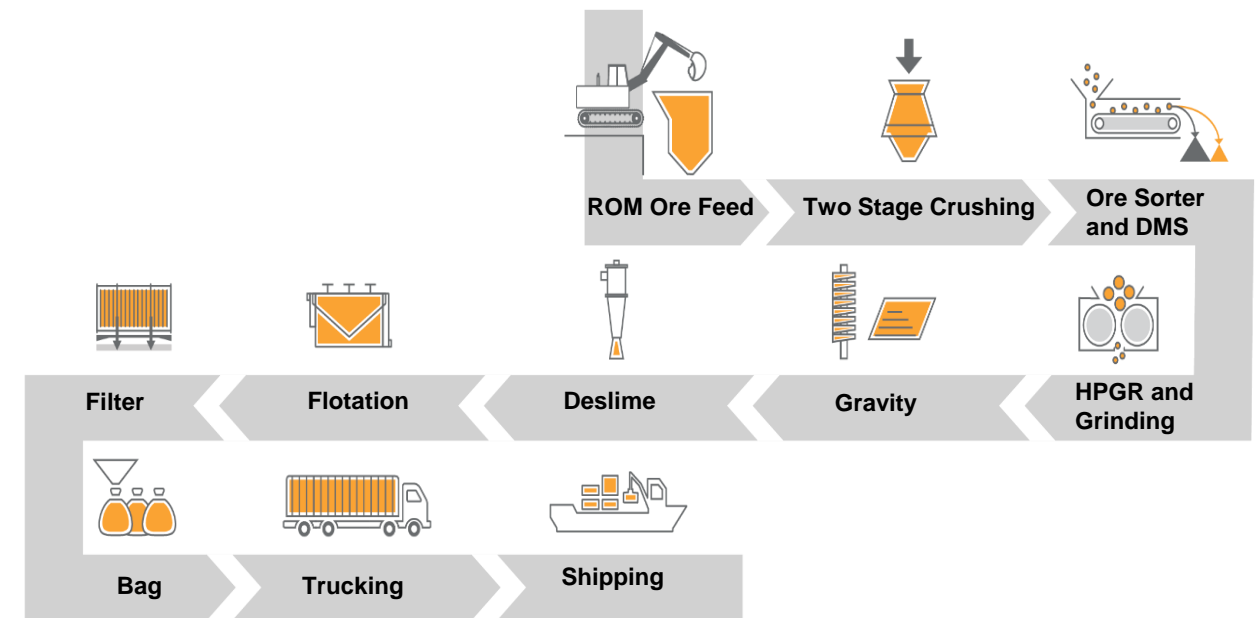 ROM Ore Feed
Two Stage Crushing
Ore Sorter
and DMS
Filter
Flotation
Deslime
Gravity
HPGR and
Grinding
Bag
Trucking
Shipping